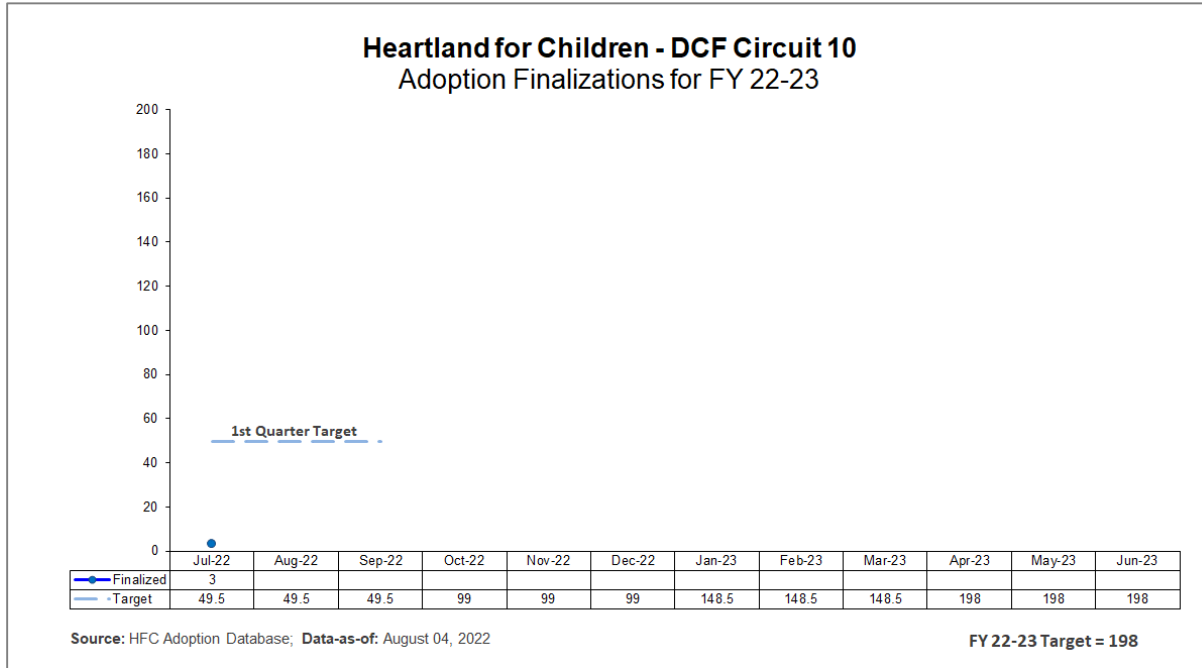 Heartland for Children - DCF Circuit 10
Adoption Finalizations for FY 22-23
200
180
160
140
120
100
80
60
1st Quarter Target
40
20
0
Jul-22 Aug-22 Sep-22 Oct-22 Nov-22 Dec-22 Jan-23 Feb-23 Mar-23 Apr-23 May-23 Jun-23
Finalized 3
Target 49.5 49.5 49.5 99 99 99 148.5 148.5 148.5 198 198 198
Source: HFC Adoption Database; Data-as-of: August 04, 2022 FY 22-23 Target = 198